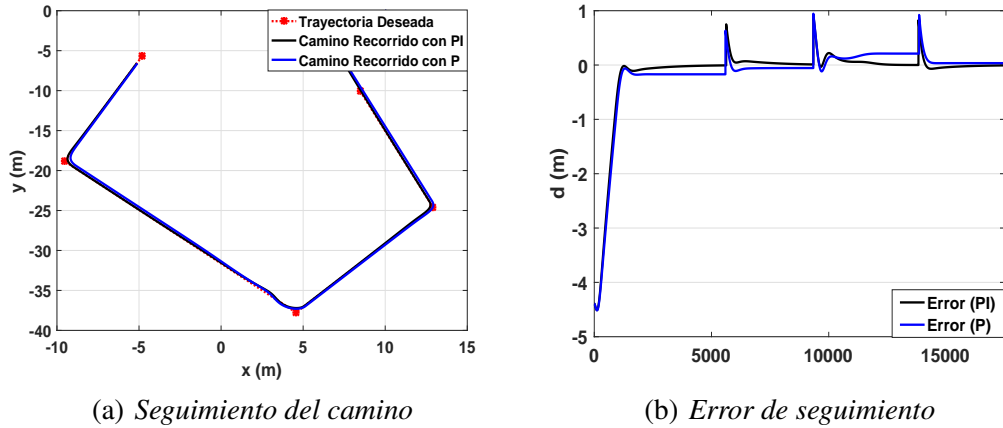 0
-5
-10
-15
-20
-25
-30
-35
-40
y (m)
-10
-5
0
5
10
15
x (m)
Trayectoria Deseada
Camino Recorrido con PI
Camino Recorrido con P
(a) Seguimiento del camino
1
0
-1
-2
-3
-4
-5
d (m)
0
5000
10000
15000
Error (PI)
Error (P)
(b) Error de seguimiento